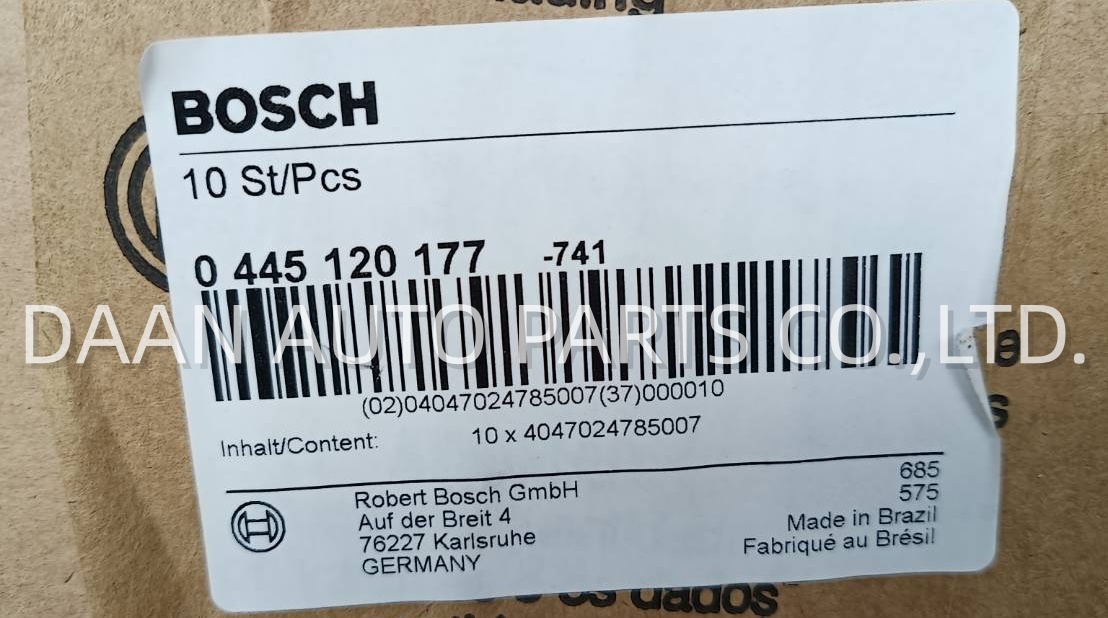 BOSCH
10 St/Pcs
0 445 120 177 -741
DAAN AUTO PARTS CO.,LTD.
(02)04047024785007(37)000010
Inhalt/Content: 10 x 4047024785007
685
575
Robert Bosch GmbH
Auf der Breit 4
76227 Karlsruhe
GERMANY
Made in Brazil
Fabriqué au Brésil
dados